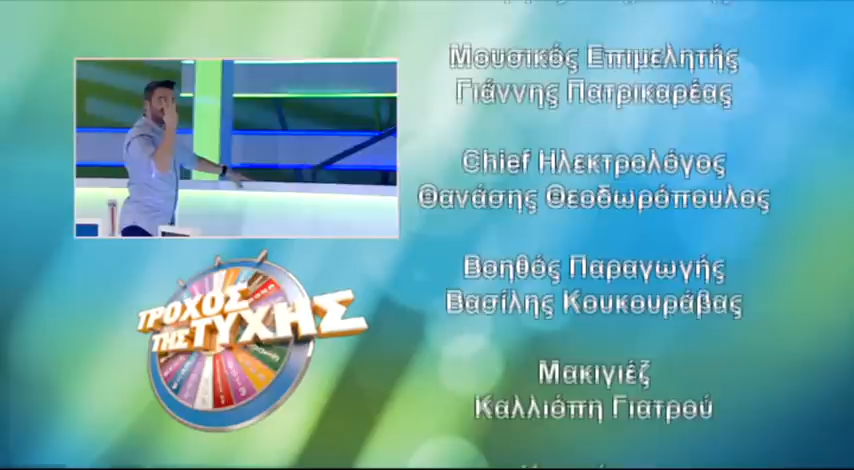 Μουσικός Επιμελητής
Γιάννης Πατρικαρέας
Chief Ηλεκτρολόγος
Θανάσης Θεοδωρόπουλος
Βοηθός Παραγωγής
Βασίλης Κουκουράβας
Μακιγιέζ
Καλλιόπη Γιατρού
ΤΡΟΧΟΣ
ΤΗΣ ΤΥΧΗΣ